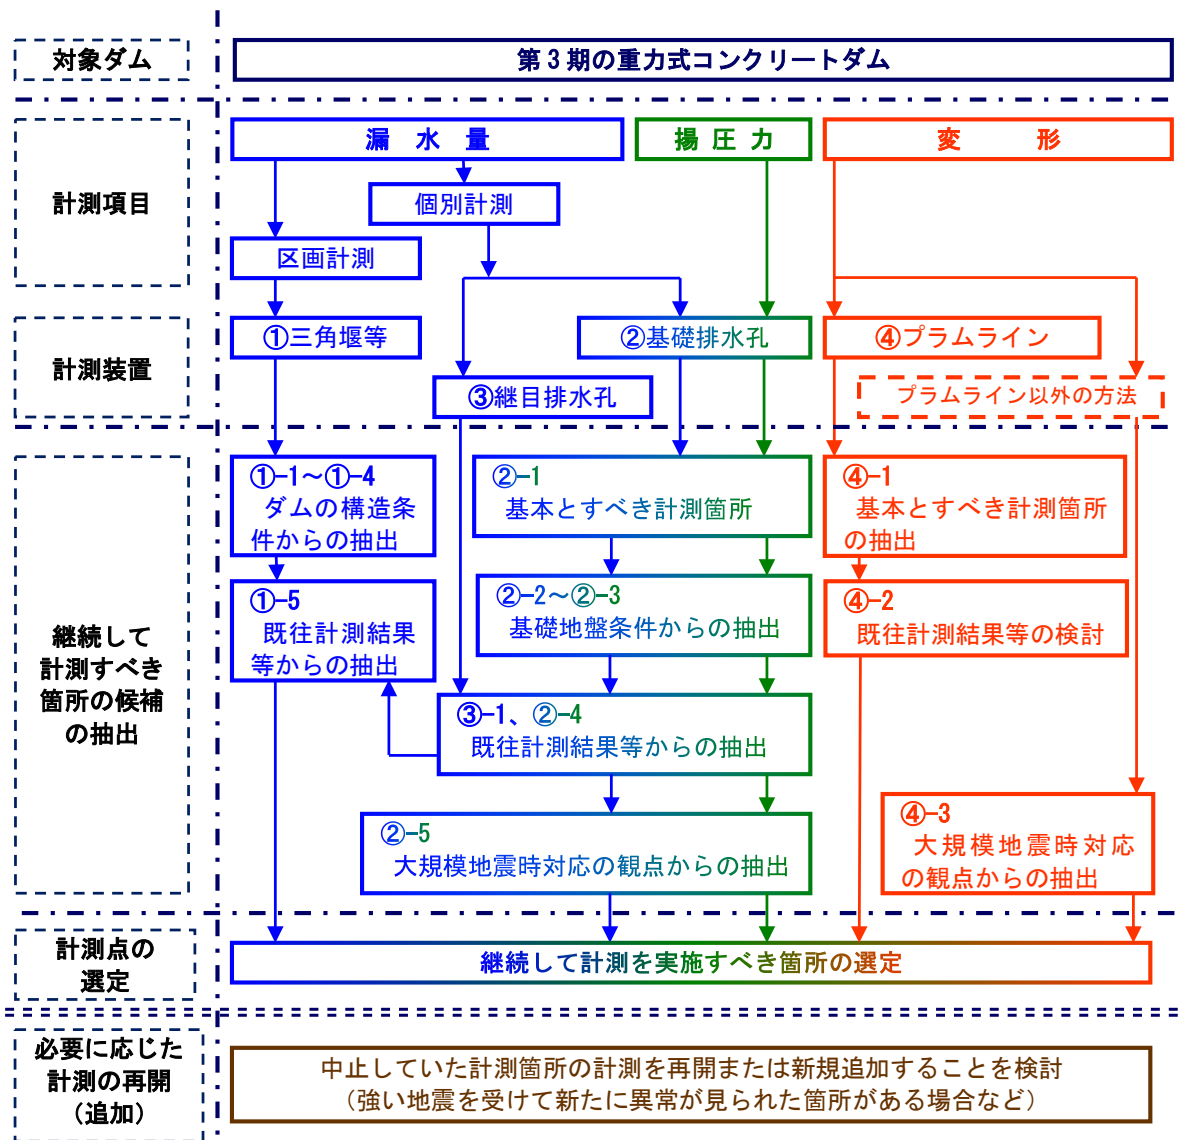 対象ダム
第3期の重力式コンクリートダム
計測項目
漏水量
揚圧力
変形
個別計測
区画計測
計測装置
①三角堰等
②基礎排水孔
④プラムライン
③継目排水孔
プラムライン以外の方法
継続して
計測すべき
箇所の候補
の抽出
①-1～①-4
ダムの構造条
件からの抽出
②-1
基本とすべき計測箇所
④-1
基本とすべき計測箇所
の抽出
①-5
既往計測結果
等からの抽出
②-2～②-3
基礎地盤条件からの抽出
④-2
既往計測結果等の検討
③-1、②-4
既往計測結果等からの抽出
②-5
大規模地震時対応の観点からの抽出
④-3
大規模地震時対応
の観点からの抽出
計測点の
選定
継続して計測を実施すべき箇所の選定
必要に応じた
計測の再開
（追加）
中止していた計測箇所の計測を再開または新規追加することを検討
（強い地震を受けて新たに異常が見られた箇所がある場合など）